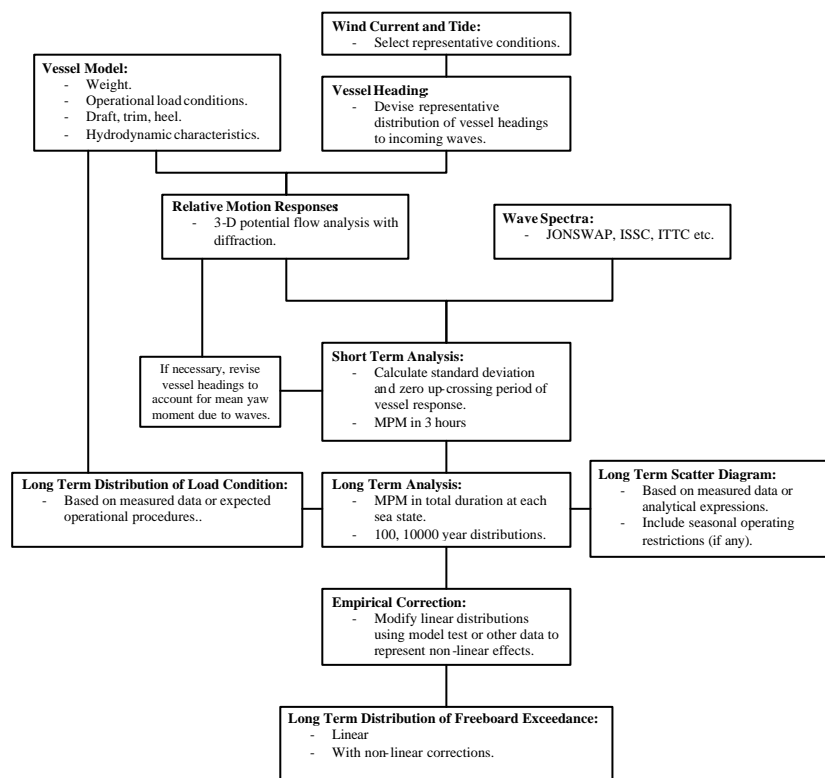 Wind Current and Tide:
- Select representative conditions.
Vessel Model:
- Weight.
- Operational load conditions.
- Draft, trim, heel.
- Hydrodynamic characteristics.
Vessel Heading:
- Devise representative
distribution of vessel headings
to incoming waves.
Relative Motion Responses:
- 3-D potential flow analysis with
diffraction.
Wave Spectra:
- JONSWAP, ISSC, ITTC etc.
If necessary, revise
vessel headings to
account for mean yaw
moment due to waves.
Short Term Analysis:
- Calculate standard deviation
and zero up-crossing period of
vessel response.
- MPM in 3 hours
Long Term Distribution of Load Condition:
- Based on measured data or expected
operational procedures..
Long Term Analysis:
- MPM in total duration at each
sea state.
- 100, 10000 year distributions.
Long Term Scatter Diagram:
- Based on measured data or
analytical expressions.
- Include seasonal operating
restrictions (if any).
Empirical Correction:
- Modify linear distributions
using model test or other data to
represent non-linear effects.
Long Term Distribution of Freeboard Exceedance:
- Linear
- With non-linear corrections.